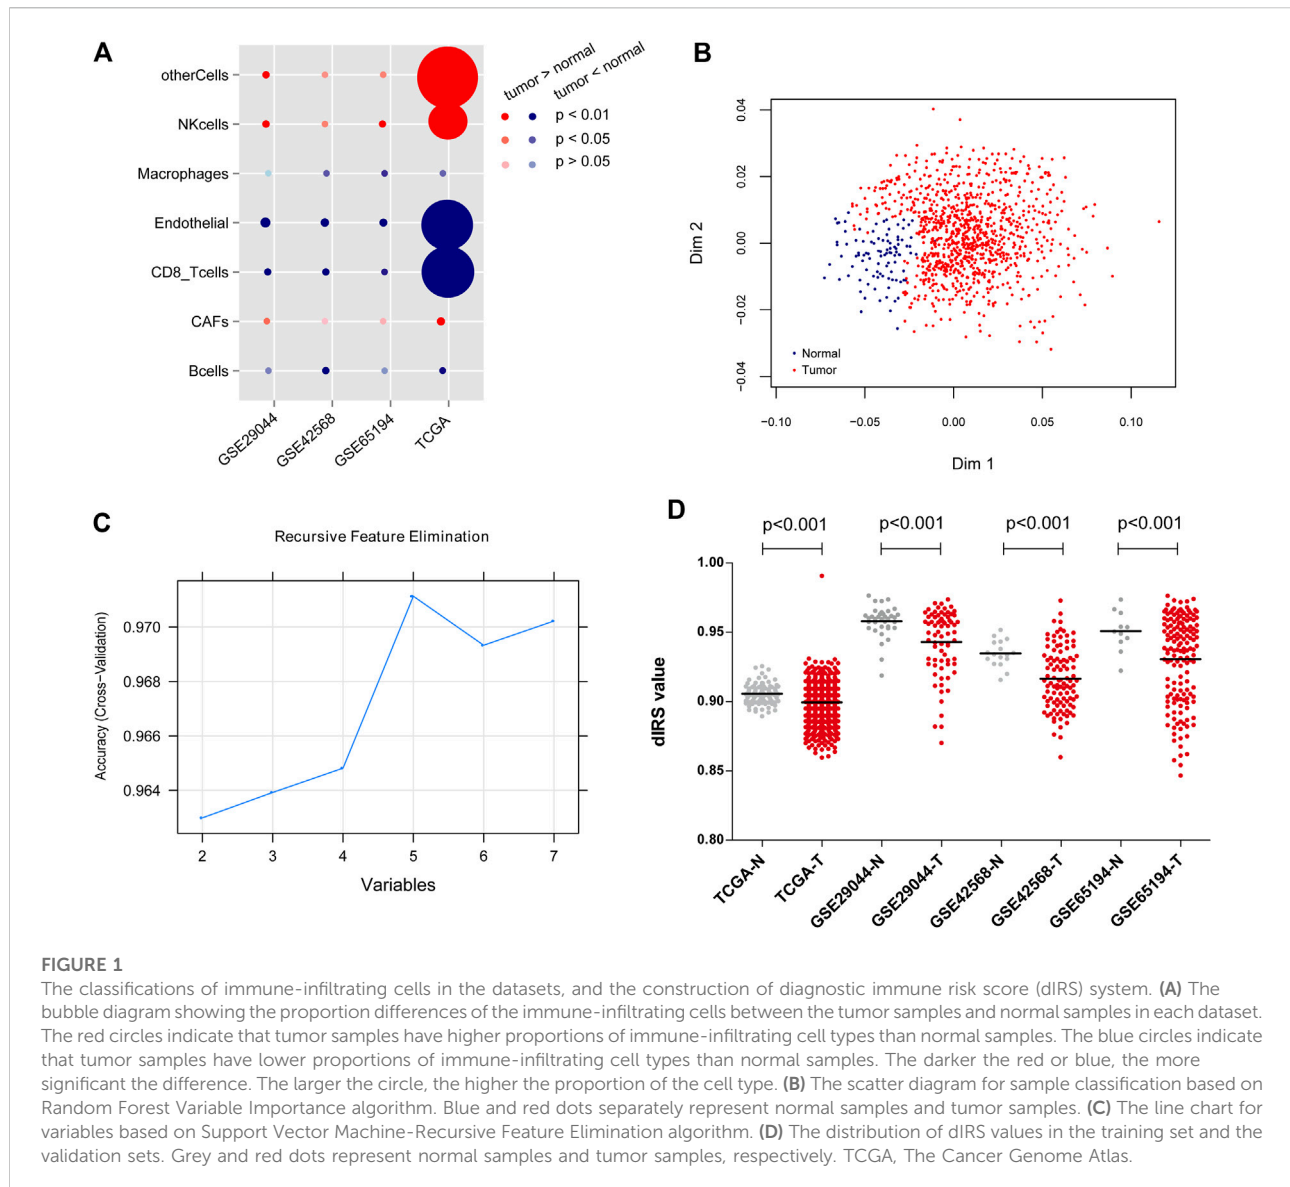 A
otherCells
NKcells
Macrophages
Endothelial
CD8_Tcells
CAFs
Bcells
GSE29044
GSE42568
GSE65194
TCGA
tumor > normal
tumor < normal
p < 0.01
p < 0.05
p > 0.05
B
0.04
0.02
0.00
−0.02
−0.04
Dim 2
Normal
Tumor
−0.10 −0.05 0.00 0.05 0.10
Dim 1
C
Recursive Feature Elimination
2 3 4 5 6 7
0.970
0.968
0.966
0.964
Accuracy (Cross−Validation)
2 3 4 5 6 7
Variables
D
p<0.001 p<0.001 p<0.001 p<0.001
1.00
0.95
0.90
0.85
0.80
dIRS value
TCGA-N
TCGA-T
GSE29044-N
GSE29044-T
GSE42568-N
GSE42568-T
GSE65194-N
GSE65194-T
FIGURE 1
The classifications of immune-infiltrating cells in the datasets, and the construction of diagnostic immune risk score (dIRS) system. (A) The
bubble diagram showing the proportion differences of the immune-infiltrating cells between the tumor samples and normal samples in each dataset.
The red circles indicate that tumor samples have higher proportions of immune-infiltrating cell types than normal samples. The blue circles indicate
that tumor samples have lower proportions of immune-infiltrating cell types than normal samples. The darker the red or blue, the more
significant the difference. The larger the circle, the higher the proportion of the cell type. (B) The scatter diagram for sample classification based on
Random Forest Variable Importance algorithm. Blue and red dots separately represent normal samples and tumor samples. (C) The line chart for
variables based on Support Vector Machine-Recursive Feature Elimination algorithm. (D) The distribution of dIRS values in the training set and the
validation sets. Grey and red dots represent normal samples and tumor samples, respectively. TCGA, The Cancer Genome Atlas.